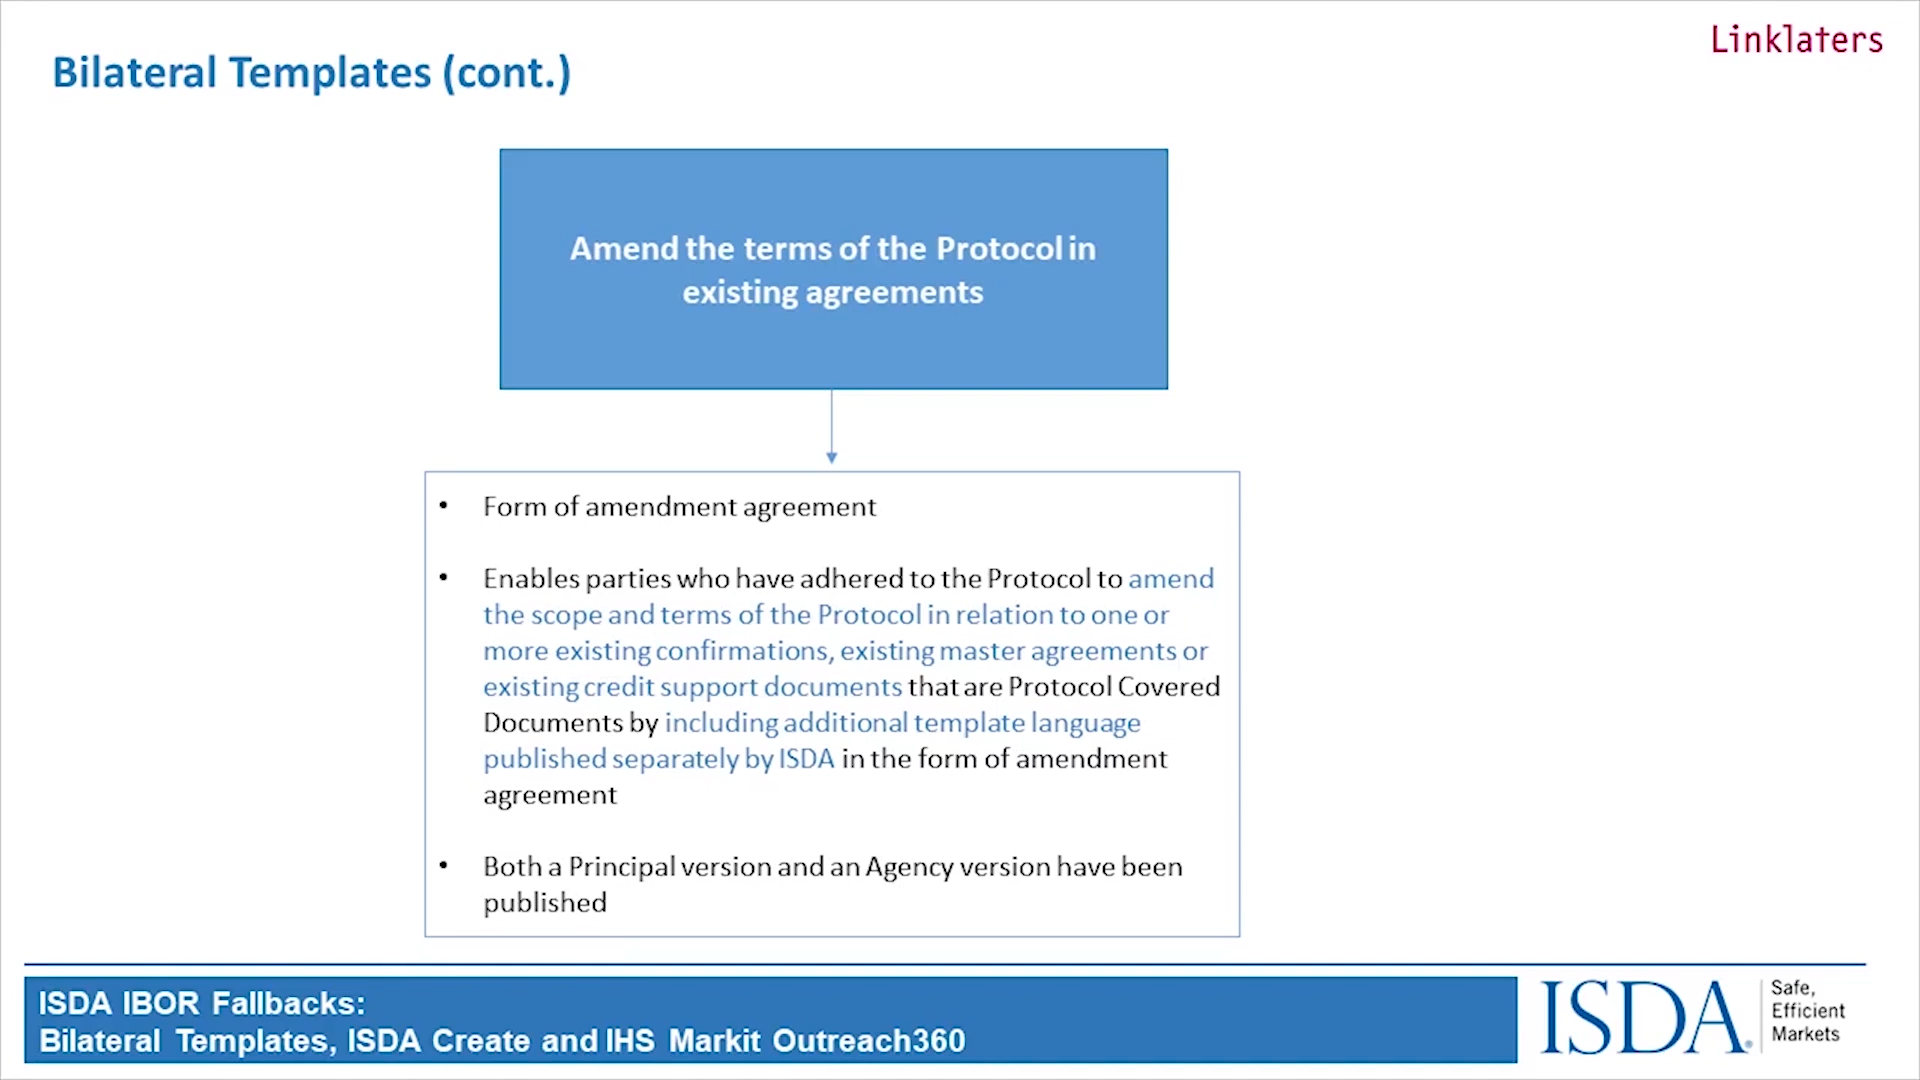 Linklaters
Bilateral Templates (cont.)
Amend the terms of the Protocol in
existing agreements
• Form of amendment agreement
• Enables parties who have adhered to the Protocol to amend
the scope and terms of the Protocol in relation to one or
more existing confirmations, existing master agreements or
existing credit support documents that are Protocol Covered
Documents by including additional template language
published separately by ISDA in the form of amendment
agreement
• Both a Principal version and an Agency version have been
published
ISDA IBOR Fallbacks:
Bilateral Templates, ISDA Create and IHS Markit Outreach360
ISDA®
Safe,
Efficient
Markets